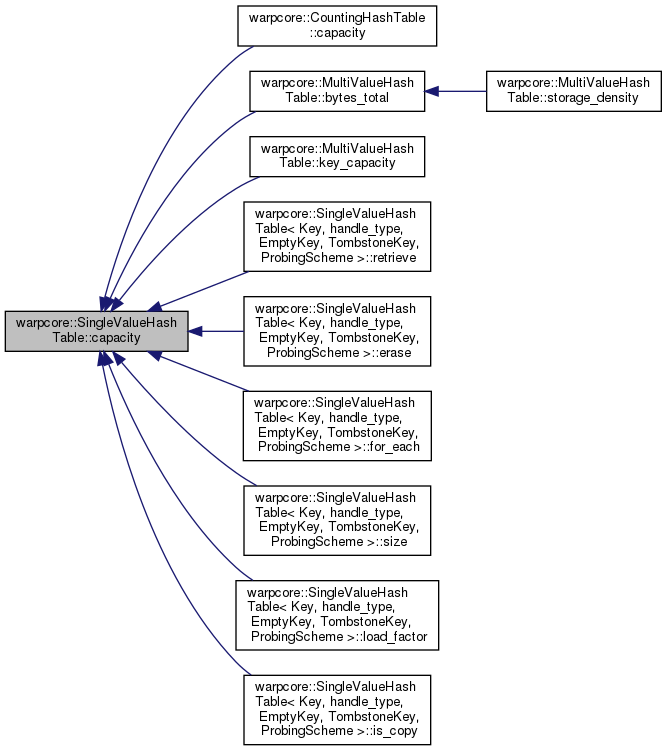 warpcore::CountingHashTable
::capacity
warpcore::MultiValueHash
Table::bytes_total
warpcore::MultiValueHash
Table::storage_density
warpcore::MultiValueHash
Table::key_capacity
warpcore::SingleValueHash
Table< Key, handle_type,
EmptyKey, TombstoneKey,
ProbingScheme >::retrieve
warpcore::SingleValueHash
Table::capacity
warpcore::SingleValueHash
Table< Key, handle_type,
EmptyKey, TombstoneKey,
ProbingScheme >::erase
warpcore::SingleValueHash
Table< Key, handle_type,
EmptyKey, TombstoneKey,
ProbingScheme >::for_each
warpcore::SingleValueHash
Table< Key, handle_type,
EmptyKey, TombstoneKey,
ProbingScheme >::size
warpcore::SingleValueHash
Table< Key, handle_type,
EmptyKey, TombstoneKey,
ProbingScheme >::load_factor
warpcore::SingleValueHash
Table< Key, handle_type,
EmptyKey, TombstoneKey,
ProbingScheme >::is_copy